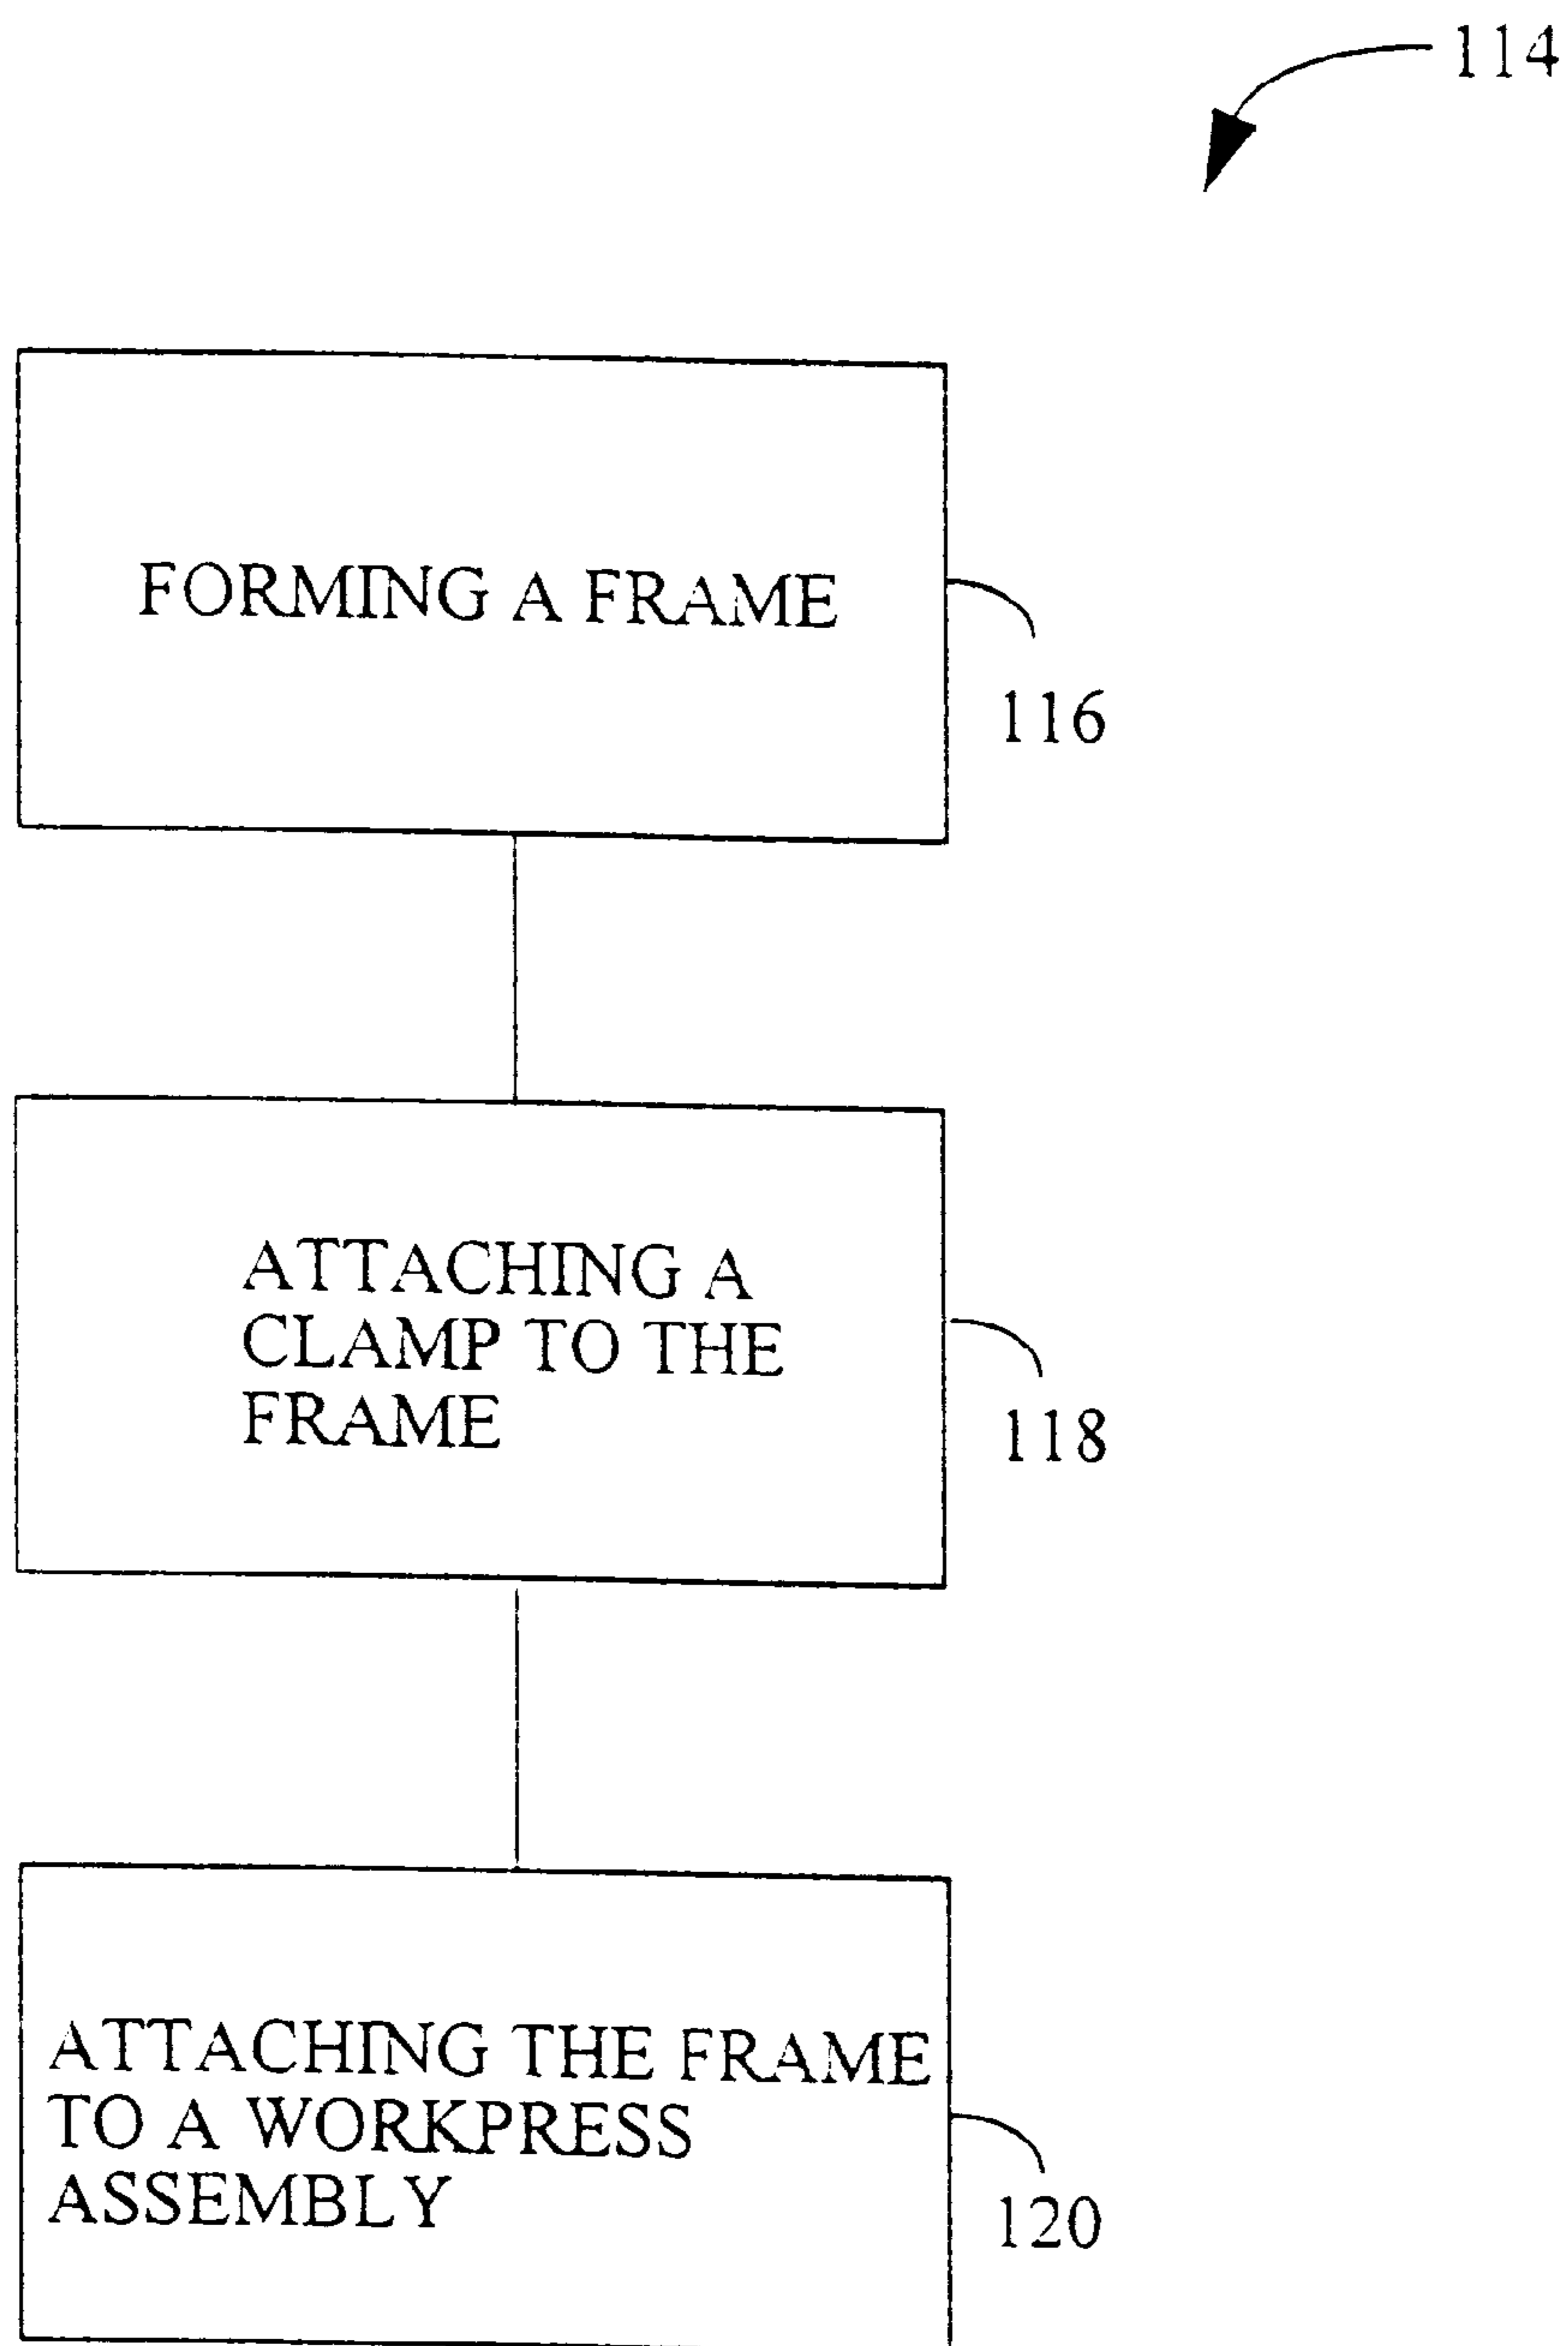 114
FORMING A FRAME
116
ATTACHING A
CLAMP TO THE
FRAME
118
ATTACHING THE FRAME
TO A WORKPRESS
ASSEMBLY
120